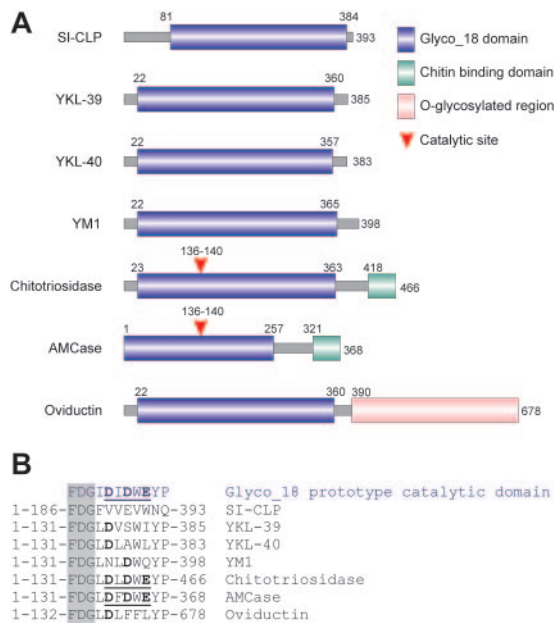 A
81 384
SI-CLP 393
Glyco_18 domain
Chitin binding domain
O-glycosylated region
Catalytic site
22 360
YKL-39 385
22 357
YKL-40 383
22 365
YM1 398
136-140
23 363 418
Chitotriosidase 466
136-140
1 257 321
AMCase 368
22 360 390
Oviductin 678
B
FDGIDIDWEYP Glyco_18 prototype catalytic domain
1-186-FDGFVVEVWNQ-393 SI-CLP
1-131-FDGLDVSWIYP-385 YKL-39
1-131-FDGLDLAWLYP-383 YKL-40
1-131-FDGLNLDWQYP-398 YM1
1-131-FDGLDLDWEYP-466 Chitotriosidase
1-131-FDGLDFDWEYP-368 AMCase
1-132-FDGLDLFFLYP-678 Oviductin